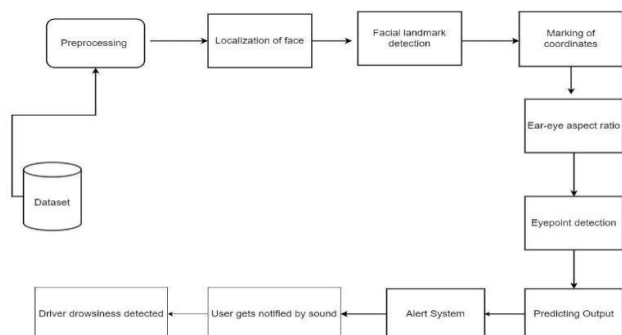 Preprocessing
Localization of face
Facial landmark
detection
Marking of
coordinates
Ear-eye aspect ratio
Dataset
Eyepoint detection
Driver drowsiness detected
User gets notified by sound
Alert System
Predicting Output